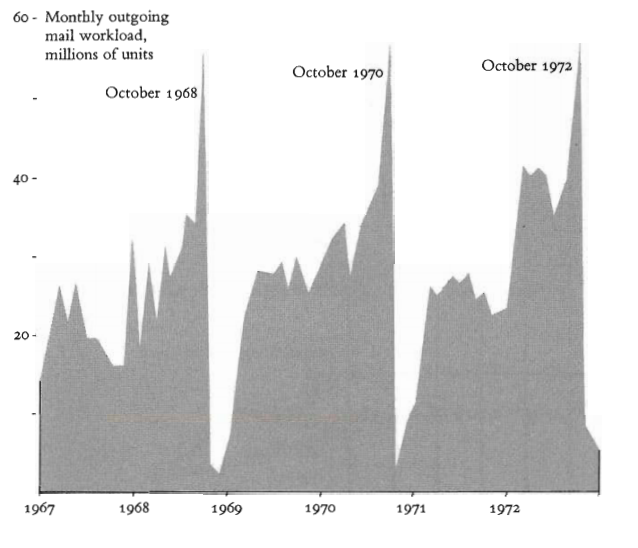 60 - Monthly outgoing
mail workload,
millions of units
October 1968
October 1970
October 1972
40 -
20 -
1967 1968 1969 1970 1971 1972